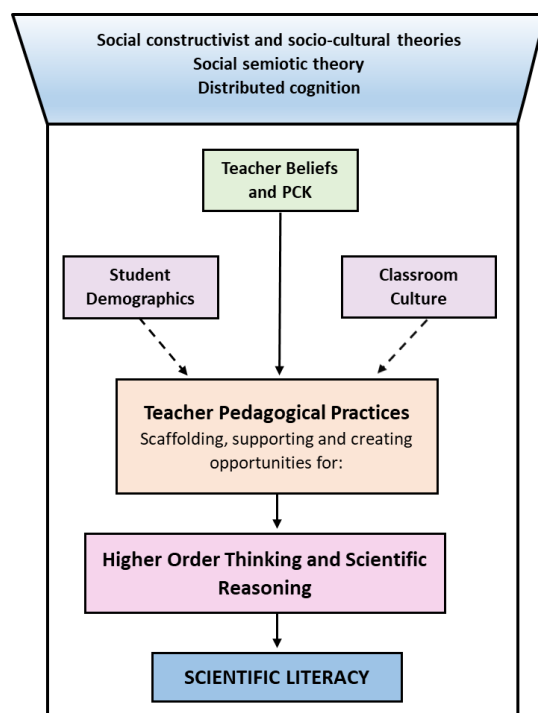 Social constructivist and socio-cultural theories
Social semiotic theory
Distributed cognition
Teacher Beliefs
and PCK
Student
Demographics
Classroom
Culture
Teacher Pedagogical Practices
Scaffolding, supporting and creating
opportunities for:
Higher Order Thinking and Scientific
Reasoning
SCIENTIFIC LITERACY